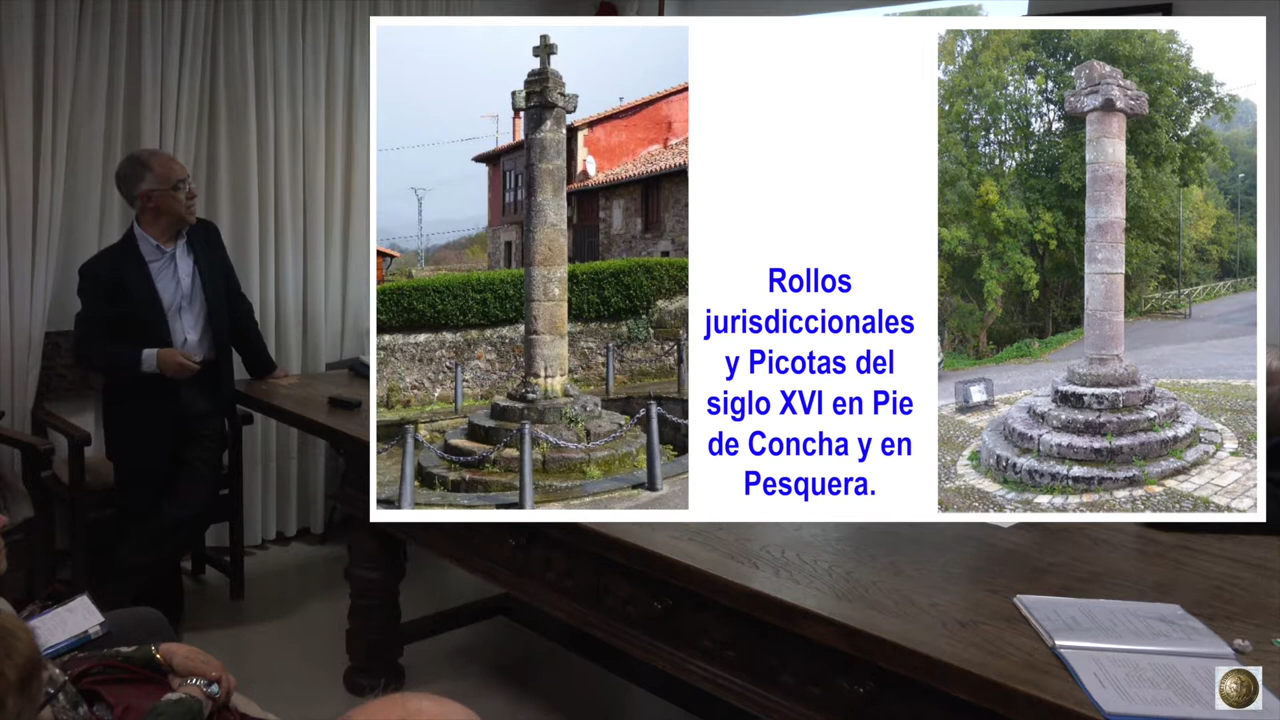 Rollos
jurisdiccionales
y Picotas del
siglo XVI en Pie
de Concha y en
Pesquera.